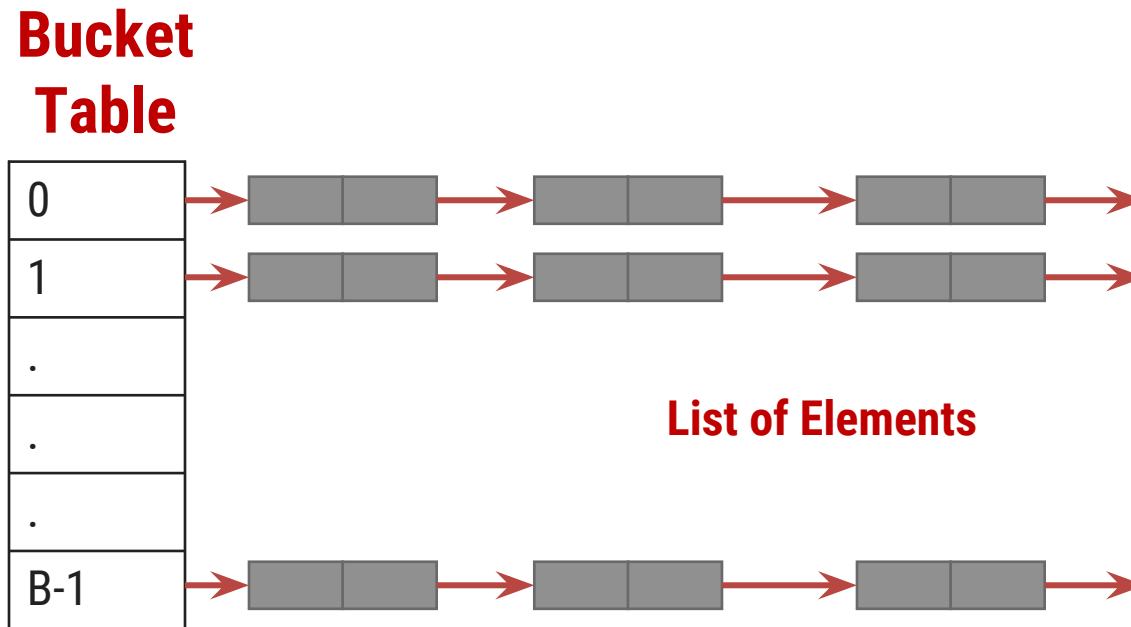 Bucket
Table
0
1
.
.
.
B-1
List of Elements